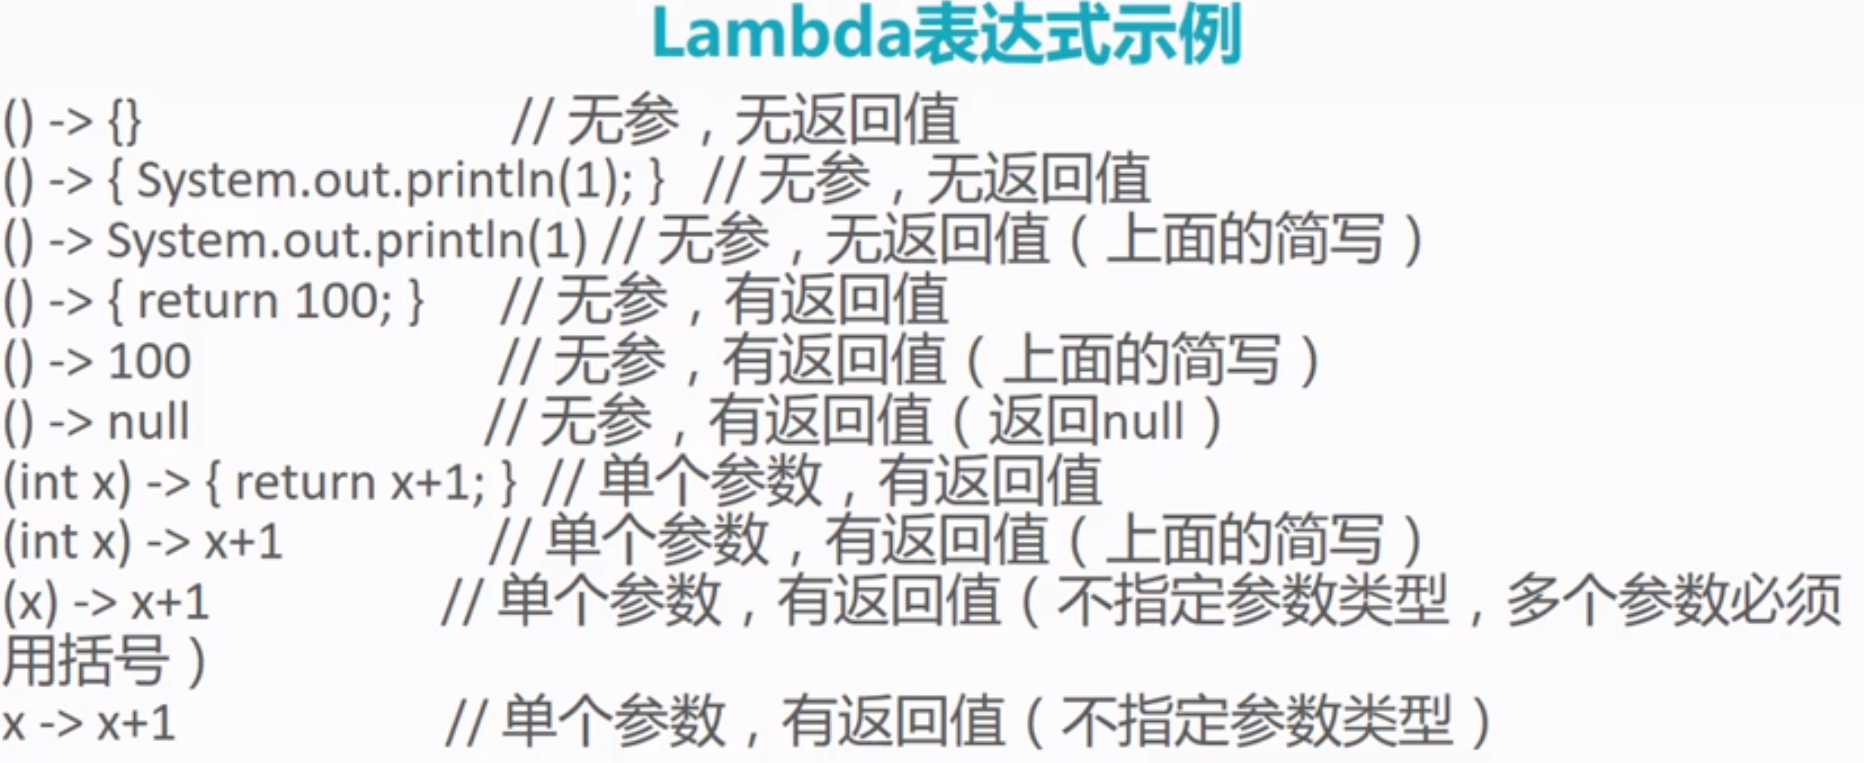 Lambda表达式示例
() -> {} // 无参，无返回值
() -> { System.out.println(1); } // 无参，无返回值
() -> System.out.println(1) // 无参，无返回值（上面的简写）
() -> { return 100; } // 无参，有返回值
() -> 100 // 无参，有返回值（上面的简写）
() -> null // 无参，有返回值（返回null）
(int x) -> { return x+1; } // 单个参数，有返回值
(int x) -> x+1 // 单个参数，有返回值（上面的简写）
(x) -> x+1 // 单个参数，有返回值（不指定参数类型，多个参数必须
用括号）
x -> x+1 // 单个参数，有返回值（不指定参数类型）